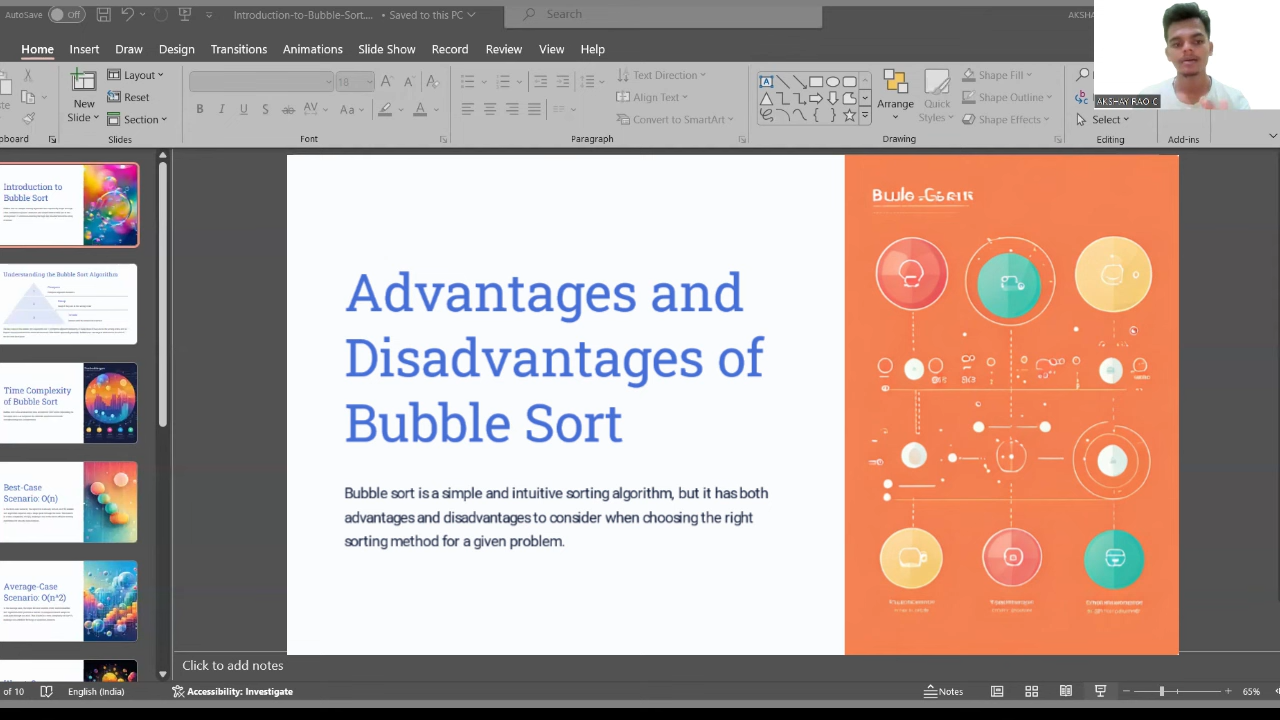 AutoSave Off Introduction-to-Bubble-Sort.... • Saved to this PC Search AKSHA
Home Insert Draw Design Transitions Animations Slide Show Record Review View Help
Layout
Reset
Section
New
Slide
18
Text Direction
Align Text
Convert to SmartArt
Arrange
Quick
Styles
Shape Fill
Shape Outline
Shape Effects
Select
AKSHAY RAO C
Slides Font Paragraph Drawing Editing Add-ins
Introduction to
Bubble Sort
Understanding the Bubble Sort Algorithm
Time Complexity
of Bubble Sort
Best-Case
Scenario: O(n)
Average-Case
Scenario: O(n^2)
Advantages and
Disadvantages of
Bubble Sort
Bubble sort is a simple and intuitive sorting algorithm, but it has both
advantages and disadvantages to consider when choosing the right
sorting method for a given problem.
Click to add notes
of 10 English (India) Accessibility: Investigate Notes 65%